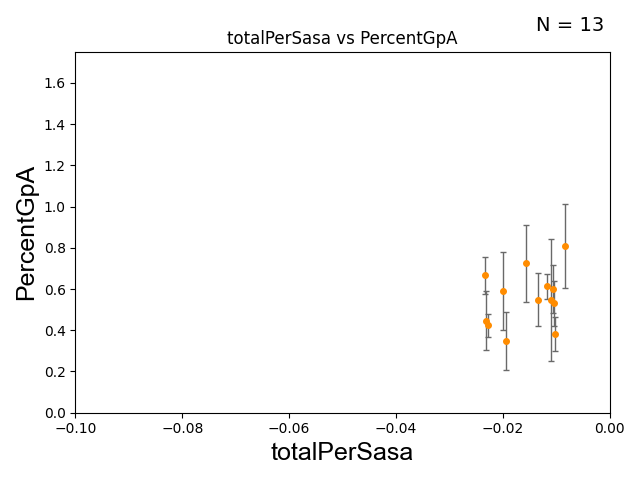 N = 13
totalPerSasa vs PercentGpA
PercentGpA
1.6
1.4
1.2
1.0
0.8
0.6
0.4
0.2
0.0
−0.10 −0.08 −0.06 −0.04 −0.02 0.00
totalPerSasa